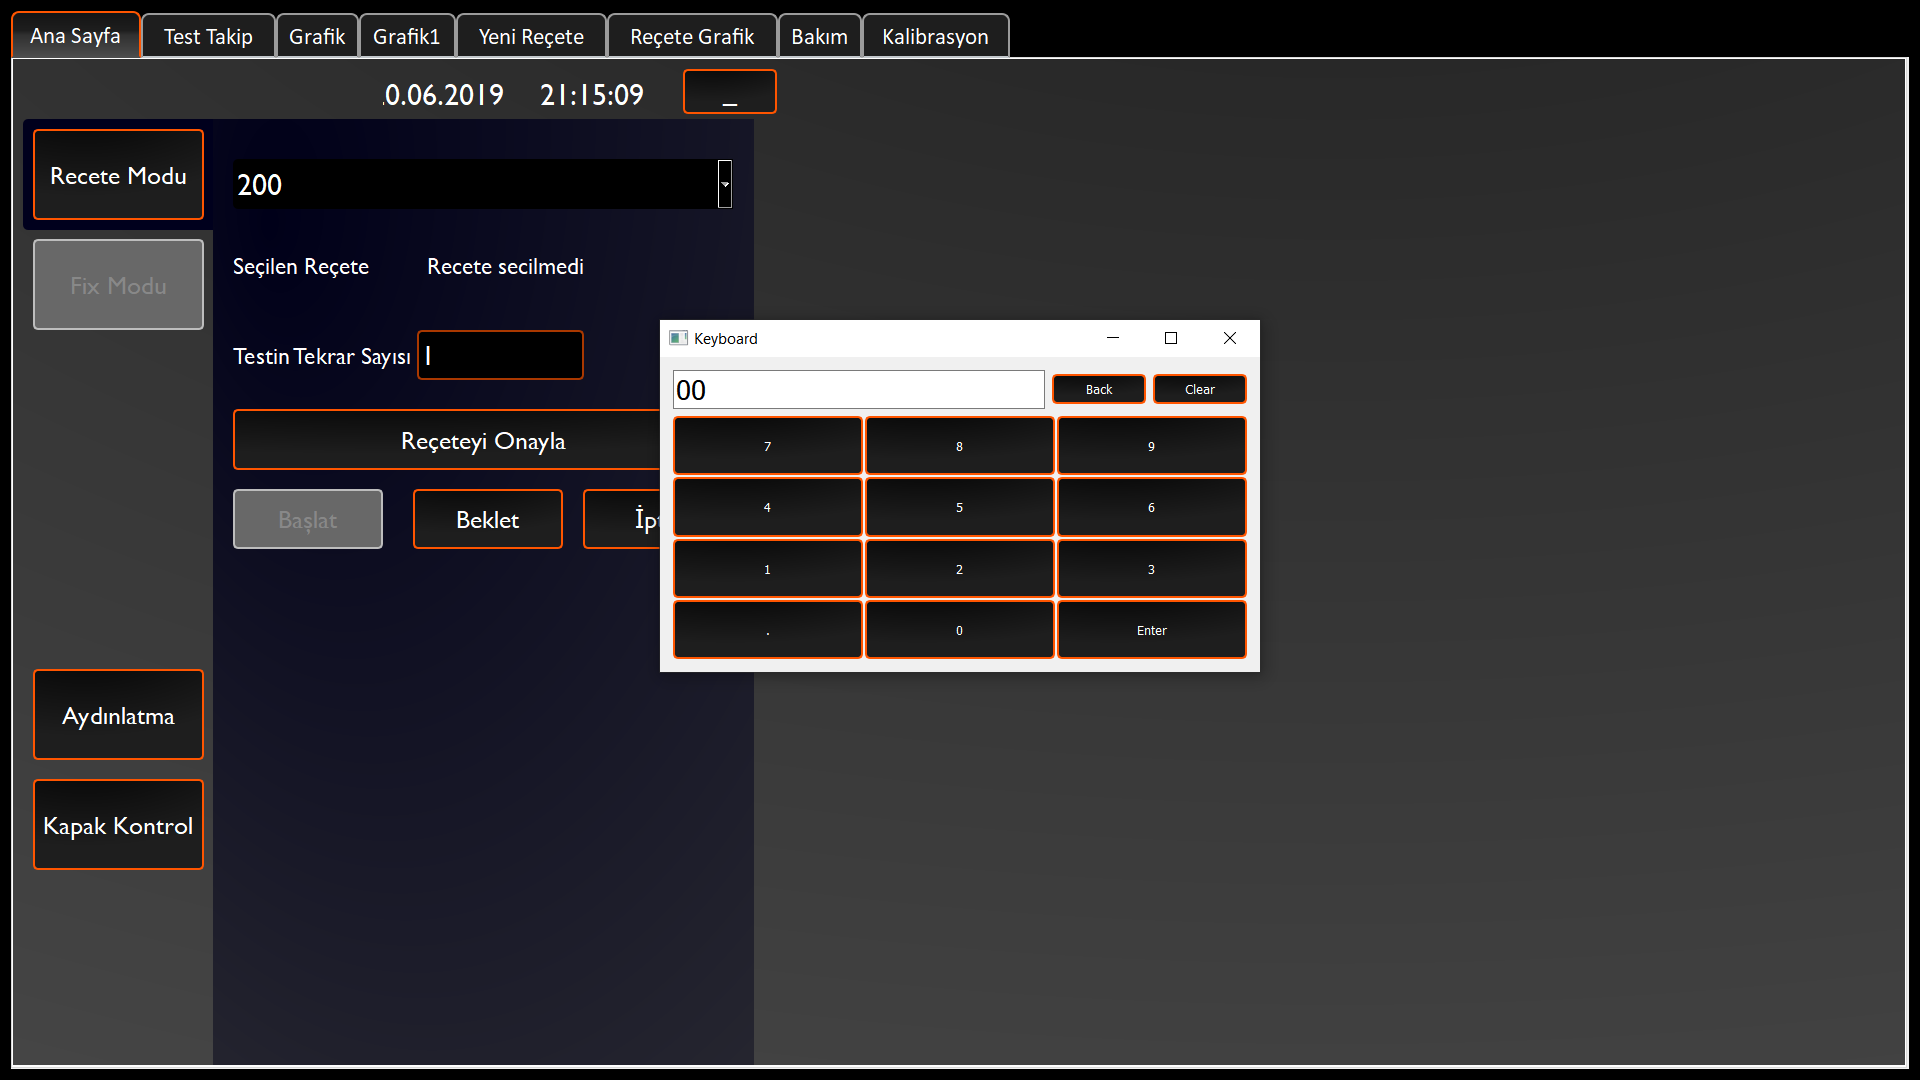 Ana Sayfa Test Takip Grafik Grafik1 Yeni Reçete Reçete Grafik Bakım Kalibrasyon
.0.06.2019 21:15:09 _
Recete Modu
200
Fix Modu
Seçilen Reçete Recete secilmedi
Keyboard
Testin Tekrar Sayısı 1
00 Back Clear
Reçeteyi Onayla
7 8 9
Başlat Beklet İp
4 5 6
1 2 3
. 0 Enter
Aydınlatma
Kapak Kontrol